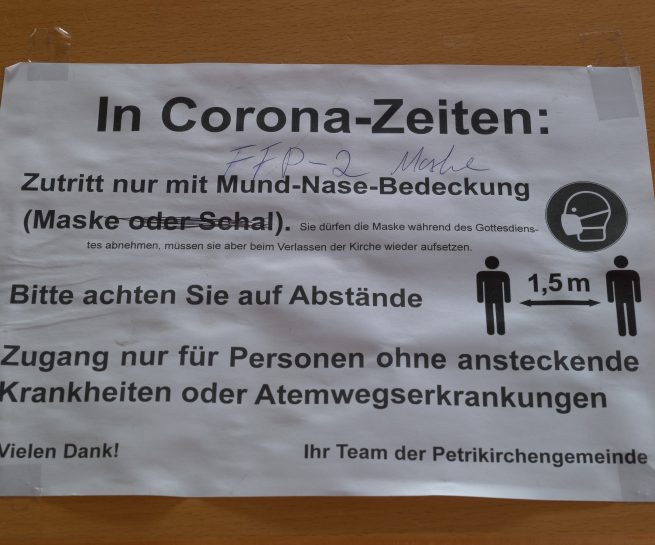 In Corona-Zeiten:
FFP-2 Maske
Zutritt nur mit Mund-Nase-Bedeckung
(Maske oder Schal). Sie dürfen die Maske während des Gottesdiens-
tes abnehmen, müssen sie aber beim Verlassen der Kirche wieder aufsetzen.
Bitte achten Sie auf Abstände
1,5 m
Zugang nur für Personen ohne ansteckende
Krankheiten oder Atemwegserkrankungen
Vielen Dank! Ihr Team der Petrikirchengemeinde